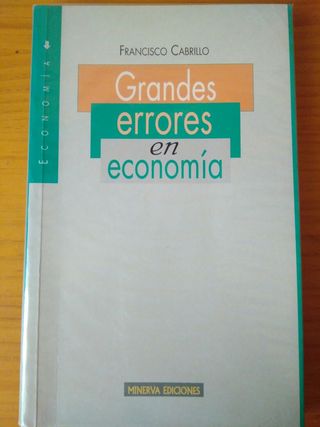 ECONOMÍA
FRANCISCO CABRILLO
Grandes
errores
en
economía
MINERVA EDICIONES